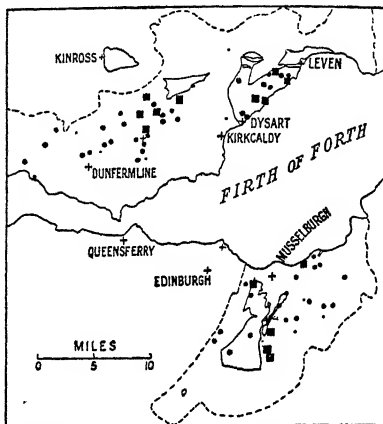 KINROSS
LEVEN
DYSART
KIRKCALDY
DUNFERMLINE
FIRTH OF FORTH
MUSSELBURGH
QUEENSFERRY
EDINBURGH
MILES
0 5 10